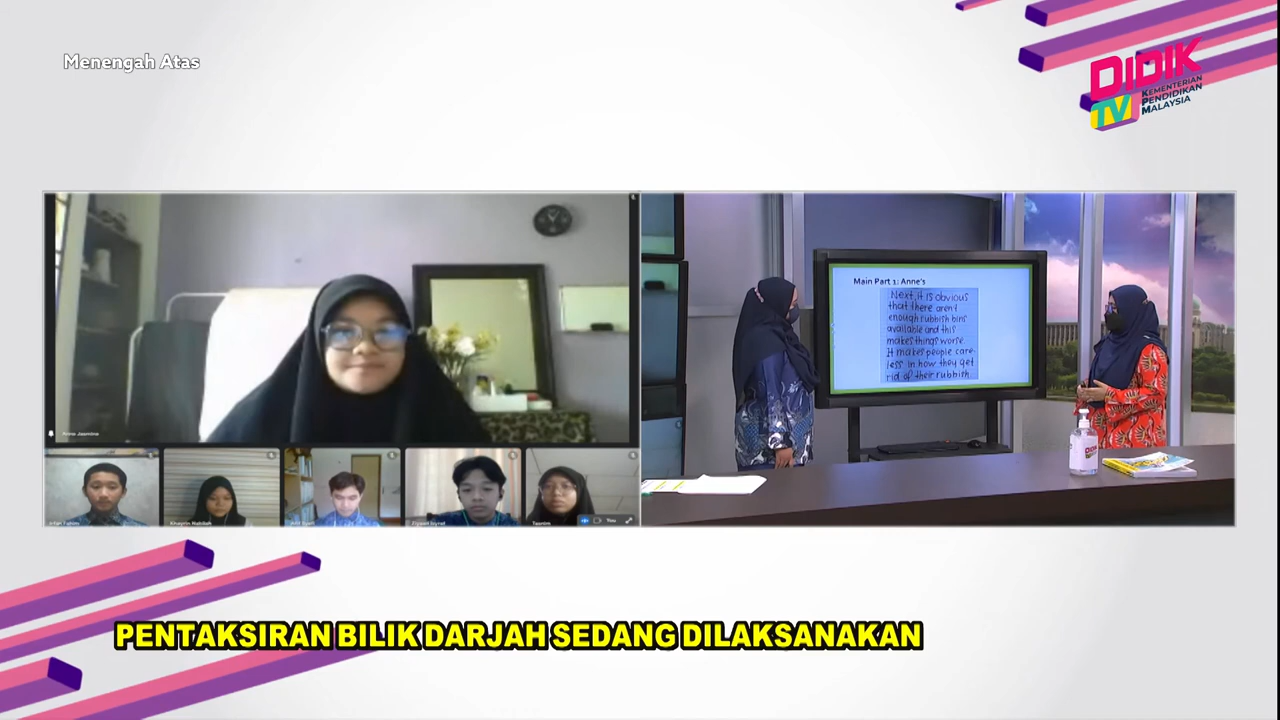 Menengah Atas
DIDIK
TV
KEMENTERIAN
PENDIDIKAN
MALAYSIA
Main Part 1: Anne's
Next, it is obvious
that there aren't
enough rubbish bins
available and this
makes things worse.
It makes people care-
less in how they get
rid of their rubbish.
Tasnim
You
PENTAKSIRAN BILIK DARJAH SEDANG DILAKSANAKAN